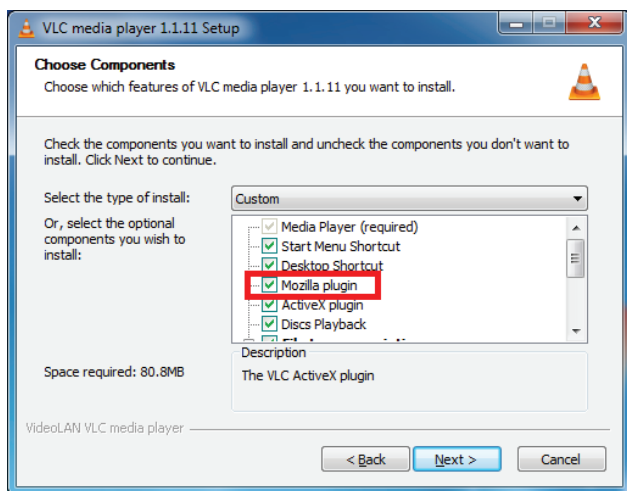 VLC media player 1.1.11 Setup
Choose Components
Choose which features of VLC media player 1.1.11 you want to install.
Check the components you want to install and uncheck the components you don't want to
install. Click Next to continue.
Select the type of install:
Custom
Or, select the optional
components you wish to
install:
Media Player (required)
Start Menu Shortcut
Desktop Shortcut
Mozilla plugin
ActiveX plugin
Discs Playback
Space required: 80.8MB
Description
The VLC ActiveX plugin
VideoLAN VLC media player
< Back
Next >
Cancel